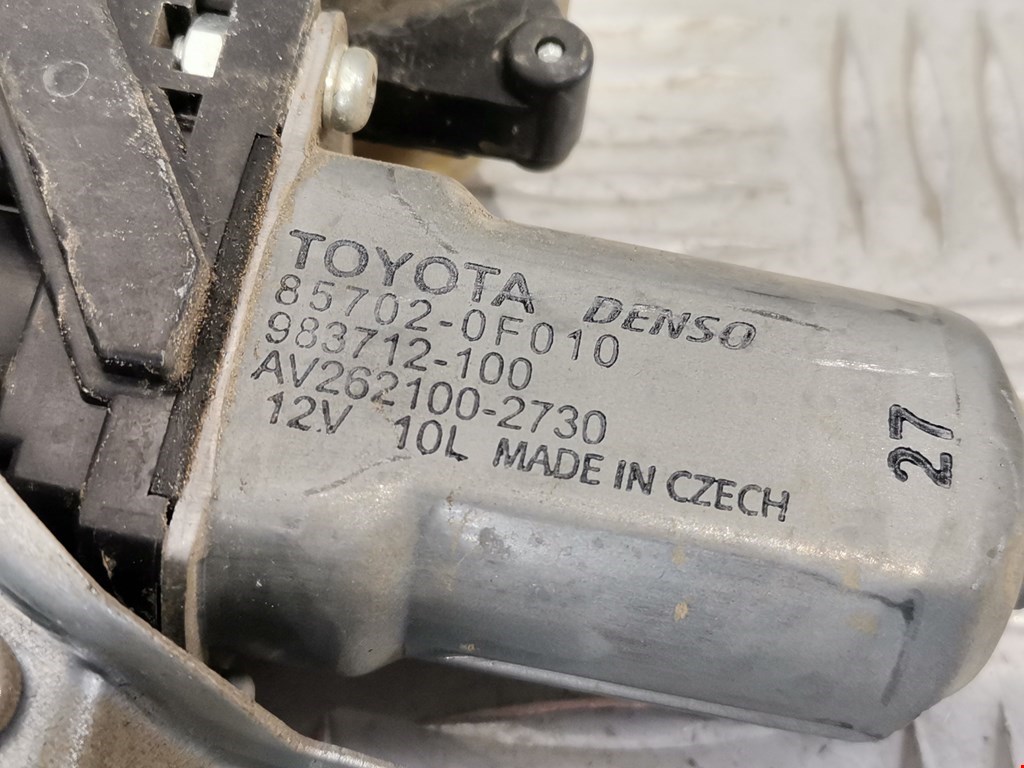 TOYOTA DENSO
85702-0F010
983712-100
AV262100-2730
12V 10L MADE IN CZECH
27